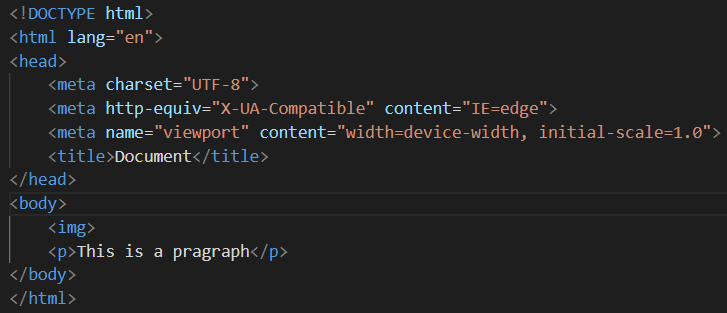 <!DOCTYPE html>
<html lang="en">
<head>
    <meta charset="UTF-8">
    <meta http-equiv="X-UA-Compatible" content="IE=edge">
    <meta name="viewport" content="width=device-width, initial-scale=1.0">
    <title>Document</title>
</head>
<body>
    <img>
    <p>This is a pragraph</p>
</body>
</html>